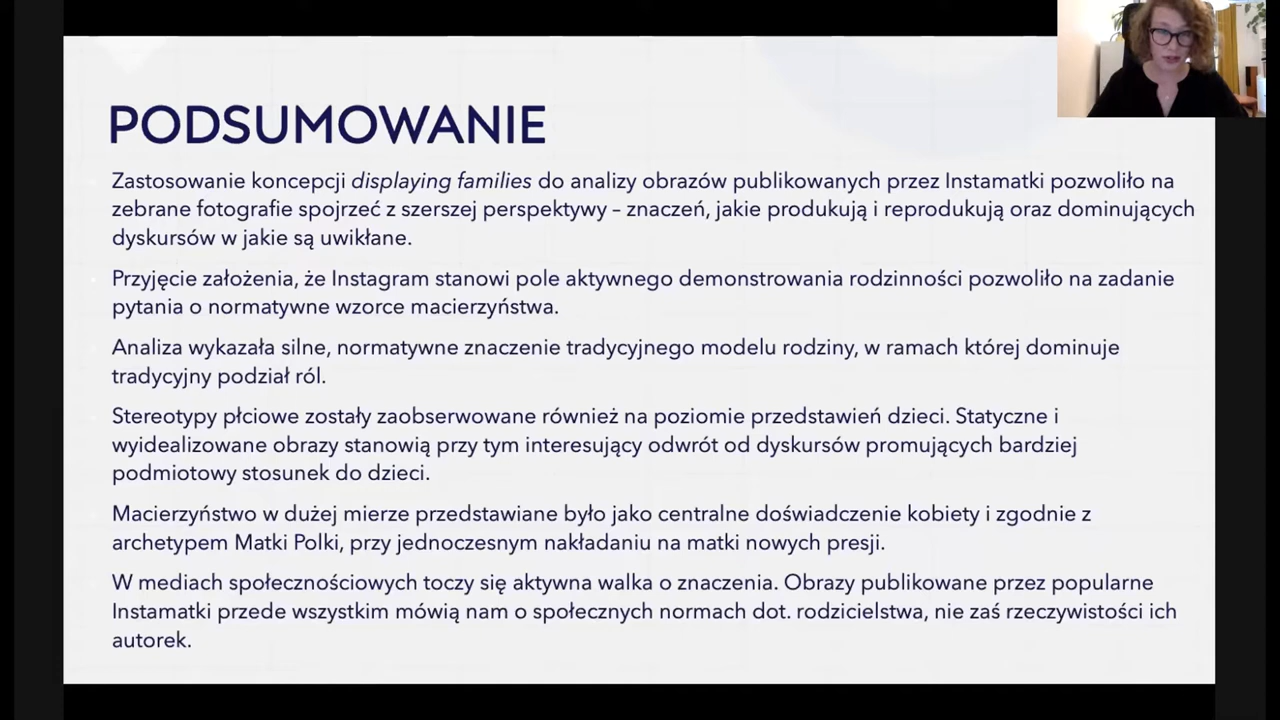 PODSUMOWANIE
Zastosowanie koncepcji displaying families do analizy obrazów publikowanych przez Instamatki pozwoliło na
zebrane fotografie spojrzeć z szerszej perspektywy – znaczeń, jakie produkują i reprodukują oraz dominujących
dyskursów w jakie są uwikłane.
Przyjęcie założenia, że Instagram stanowi pole aktywnego demonstrowania rodzinności pozwoliło na zadanie
pytania o normatywne wzorce macierzyństwa.
Analiza wykazała silne, normatywne znaczenie tradycyjnego modelu rodziny, w ramach której dominuje
tradycyjny podział ról.
Stereotypy płciowe zostały zaobserwowane również na poziomie przedstawień dzieci. Statyczne i
wyidealizowane obrazy stanowią przy tym interesujący odwrót od dyskursów promujących bardziej
podmiotowy stosunek do dzieci.
Macierzyństwo w dużej mierze przedstawiane było jako centralne doświadczenie kobiety i zgodnie z
archetypem Matki Polki, przy jednoczesnym nakładaniu na matki nowych presji.
W mediach społecznościowych toczy się aktywna walka o znaczenia. Obrazy publikowane przez popularne
Instamatki przede wszystkim mówią nam o społecznych normach dot. rodzicielstwa, nie zaś rzeczywistości ich
autorek.